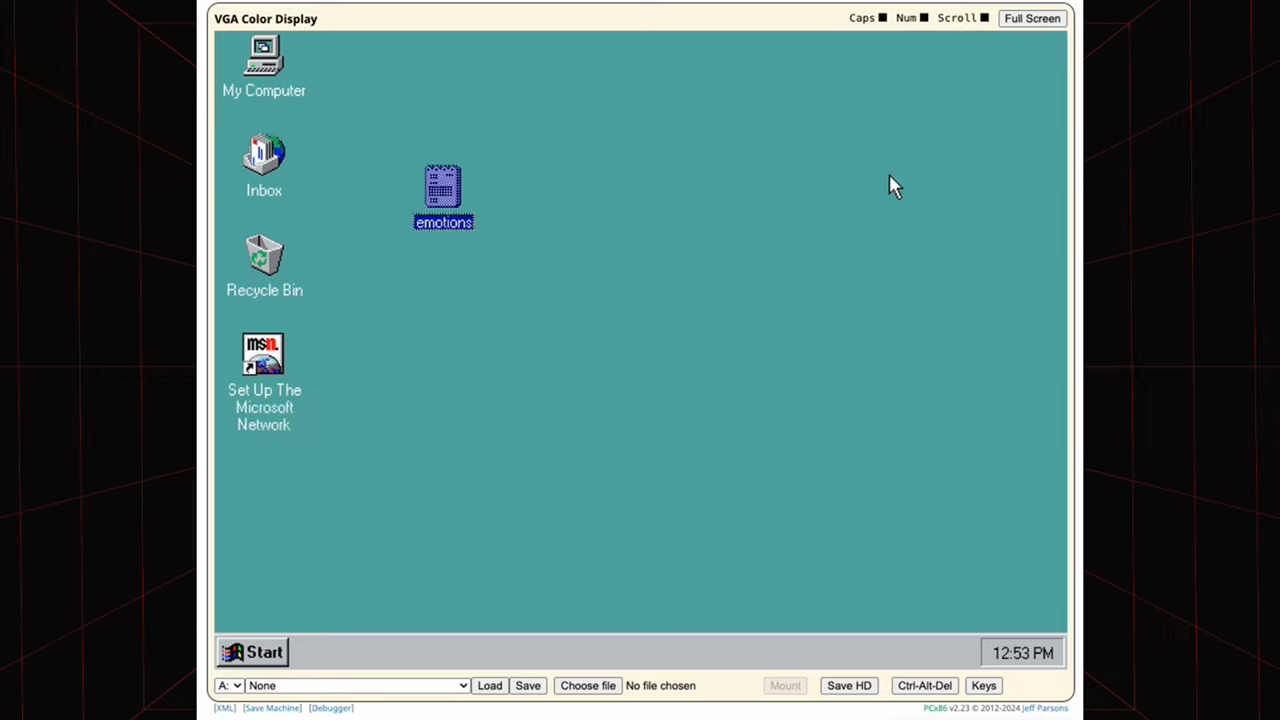 VGA Color Display
Caps Num Scroll Full Screen
My Computer
Inbox
emotions
Recycle Bin
msn.
Set Up The
Microsoft
Network
Start
12:53 PM
A: None Load Save Choose file No file chosen Mount Save HD Ctrl-Alt-Del Keys
[XML] [Save Machine] [Debugger]
PCx86 v2.23 © 2012-2024 Jeff Parsons